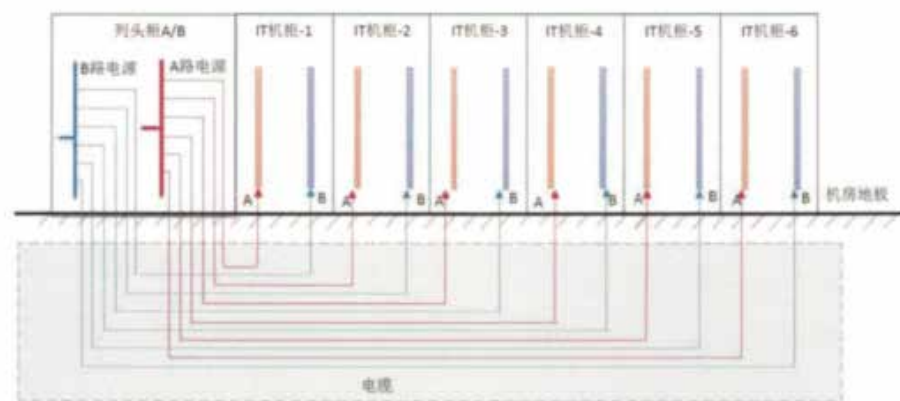 列头柜A/B IT机柜-1 IT机柜-2 IT机柜-3 IT机柜-4 IT机柜-5 IT机柜-6
B路电源 A路电源
A B A B A B A B A B A B
机房地板
电缆